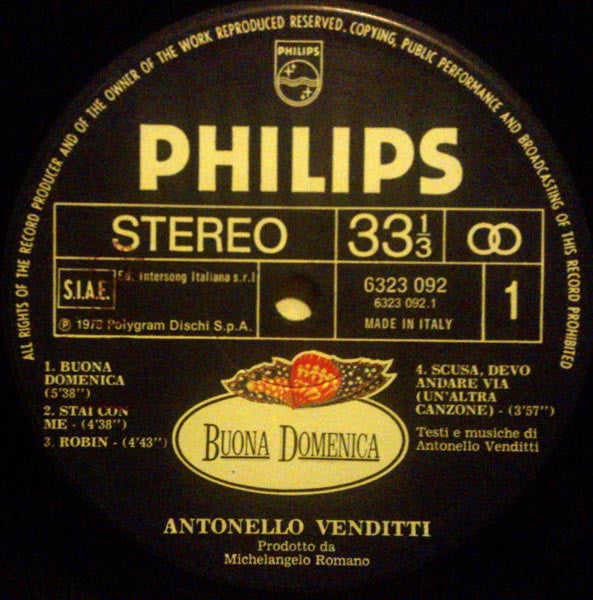 ALL RIGHTS OF THE RECORD PRODUCER AND OF THE OWNER OF THE WORK REPRODUCED RESERVED. COPYING, PUBLIC PERFORMANCE AND BROADCASTING OF THIS RECORD PROHIBITED
PHILIPS
PHILIPS
STEREO
33 1/3
S.I.A.E.
Ed. Intersong Italiana s.r.l
℗ Polygram Dischi S.p.A.
6323 092
6323 092.1
MADE IN ITALY
1
1. BUONA
DOMENICA
(5'38")
2. STAI CON
ME - (4'38")
3. ROBIN - (4'43")
4. SCUSA, DEVO
ANDARE VIA
(UN'ALTRA
CANZONE) - (3'57")
Testi e musiche di
Antonello Venditti
BUONA DOMENICA
ANTONELLO VENDITTI
Prodotto da
Michelangelo Romano